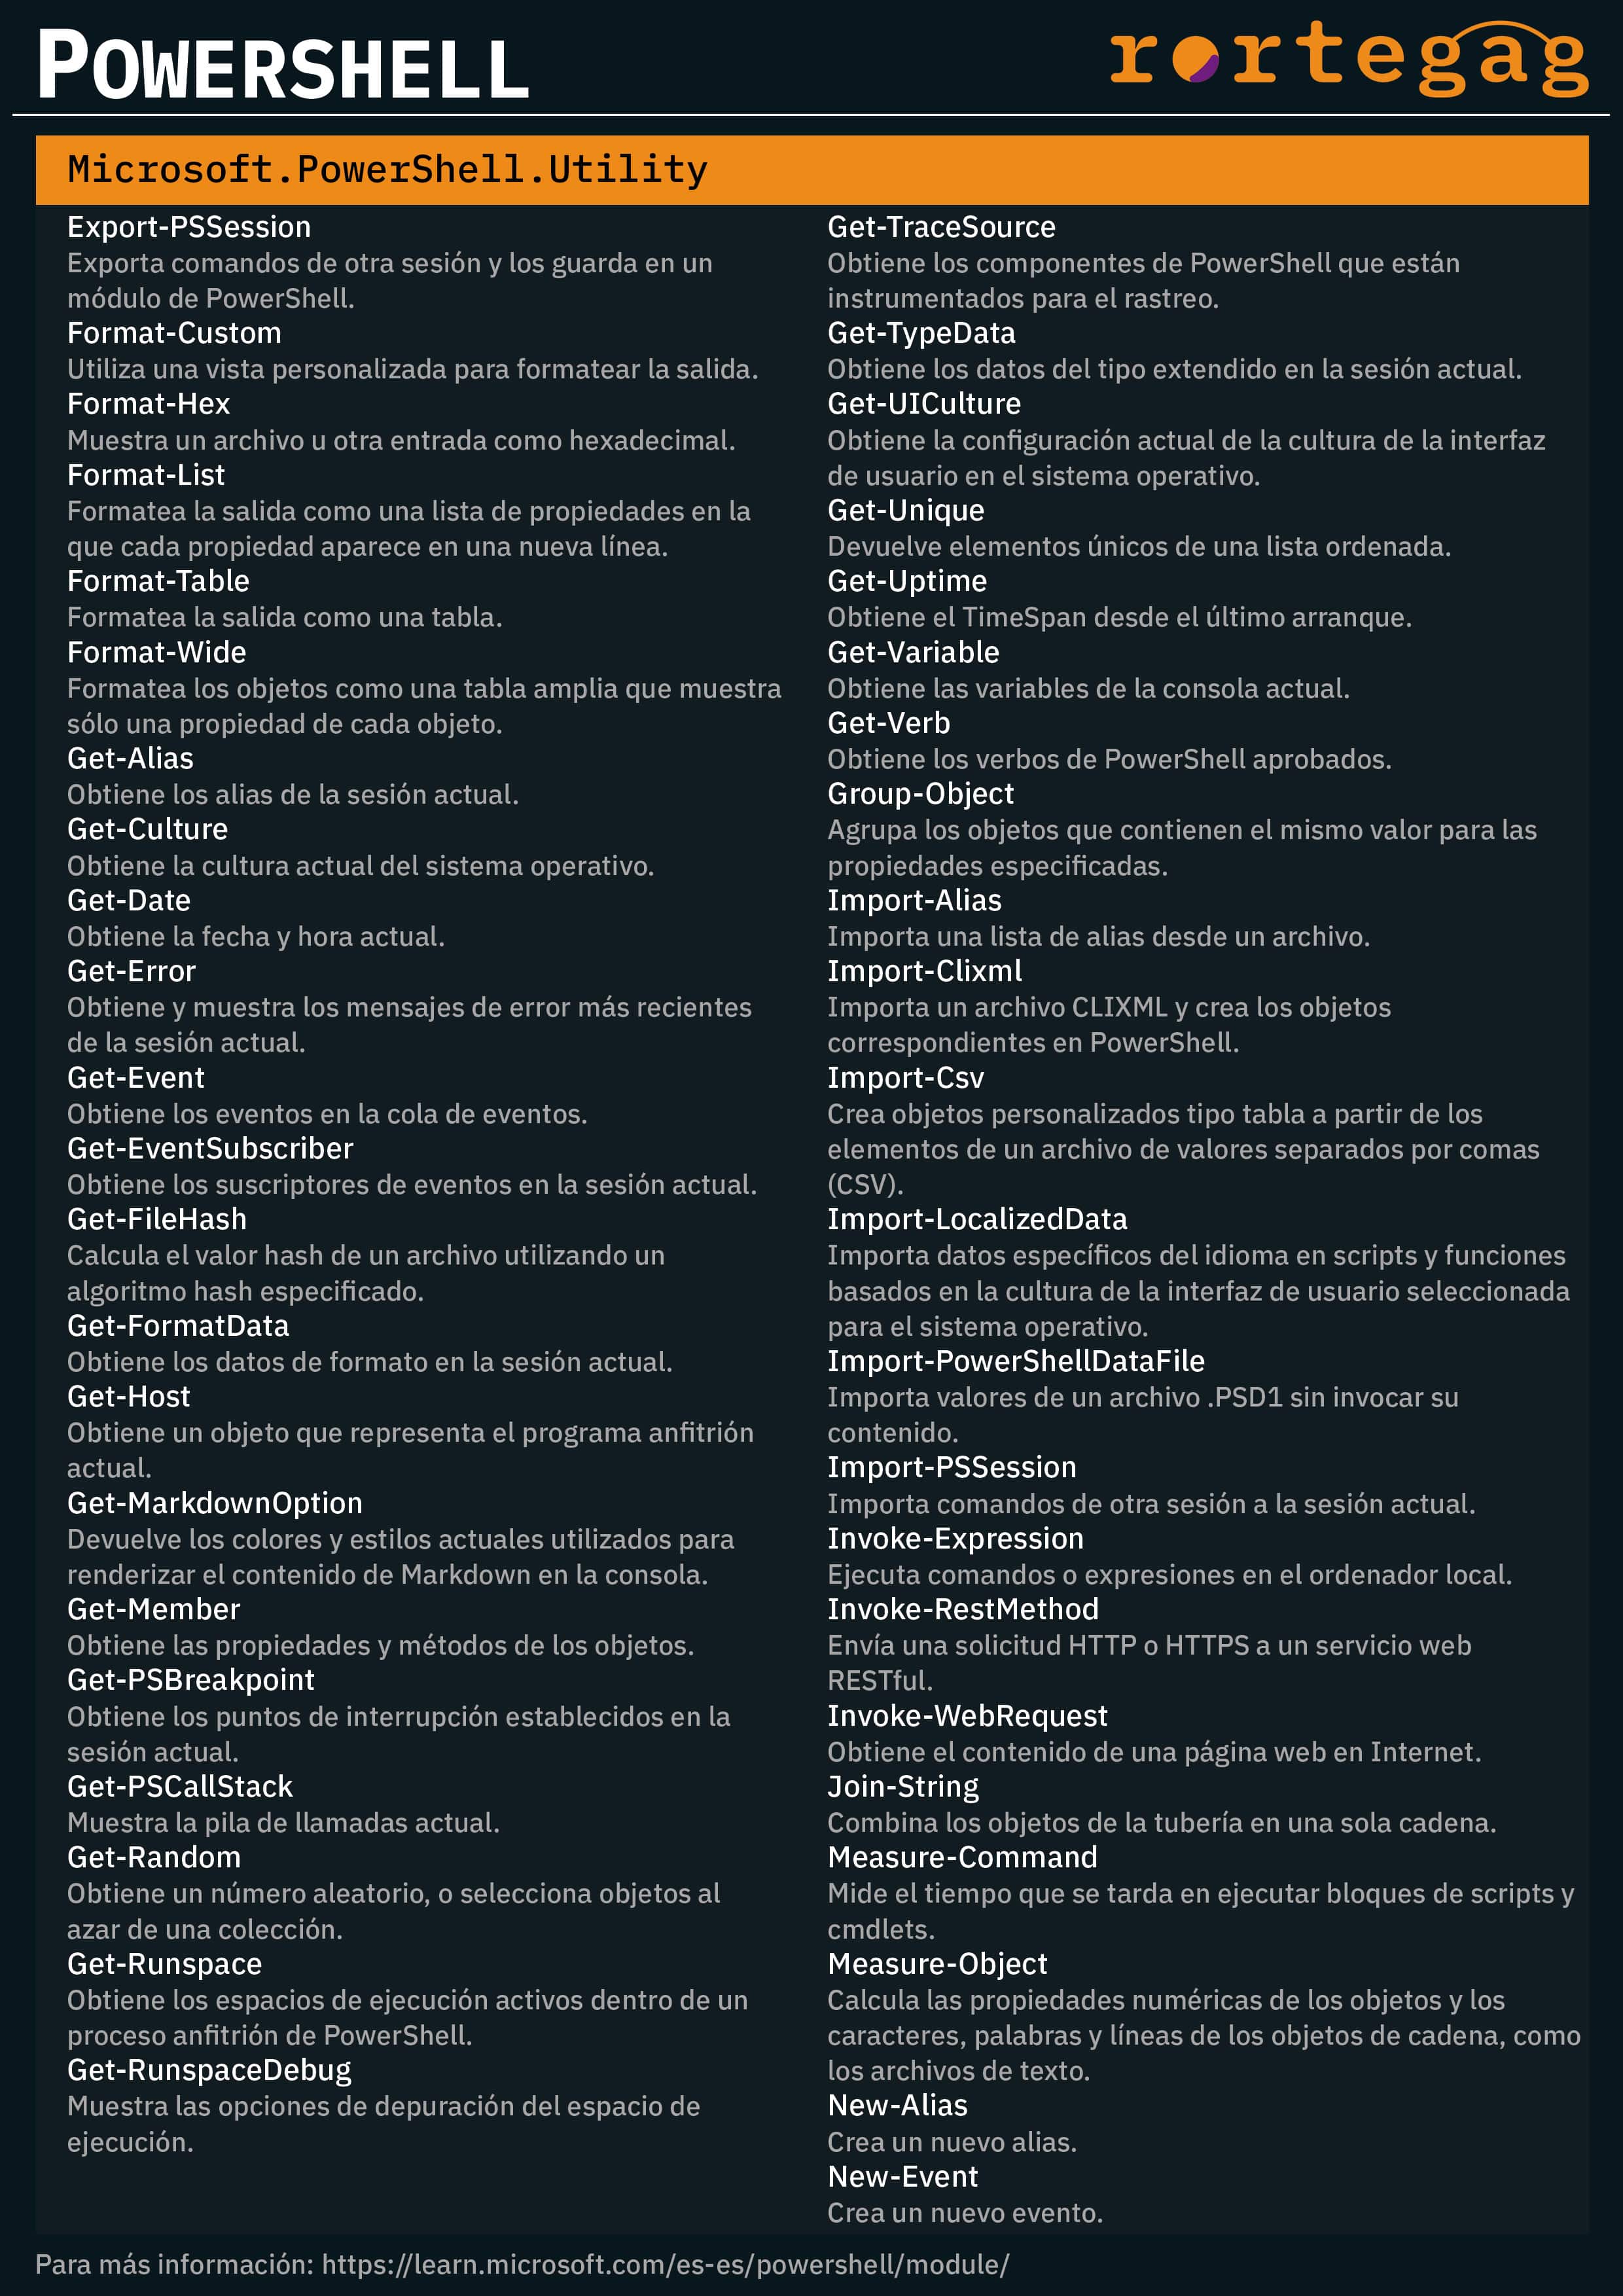 POWERSHELL
rortegag
Microsoft.PowerShell.Utility
Export-PSSession
Exporta comandos de otra sesión y los guarda en un
módulo de PowerShell.
Format-Custom
Utiliza una vista personalizada para formatear la salida.
Format-Hex
Muestra un archivo u otra entrada como hexadecimal.
Format-List
Formatea la salida como una lista de propiedades en la
que cada propiedad aparece en una nueva línea.
Format-Table
Formatea la salida como una tabla.
Format-Wide
Formatea los objetos como una tabla amplia que muestra
sólo una propiedad de cada objeto.
Get-Alias
Obtiene los alias de la sesión actual.
Get-Culture
Obtiene la cultura actual del sistema operativo.
Get-Date
Obtiene la fecha y hora actual.
Get-Error
Obtiene y muestra los mensajes de error más recientes
de la sesión actual.
Get-Event
Obtiene los eventos en la cola de eventos.
Get-EventSubscriber
Obtiene los suscriptores de eventos en la sesión actual.
Get-FileHash
Calcula el valor hash de un archivo utilizando un
algoritmo hash especificado.
Get-FormatData
Obtiene los datos de formato en la sesión actual.
Get-Host
Obtiene un objeto que representa el programa anfitrión
actual.
Get-MarkdownOption
Devuelve los colores y estilos actuales utilizados para
renderizar el contenido de Markdown en la consola.
Get-Member
Obtiene las propiedades y métodos de los objetos.
Get-PSBreakpoint
Obtiene los puntos de interrupción establecidos en la
sesión actual.
Get-PSCallStack
Muestra la pila de llamadas actual.
Get-Random
Obtiene un número aleatorio, o selecciona objetos al
azar de una colección.
Get-Runspace
Obtiene los espacios de ejecución activos dentro de un
proceso anfitrión de PowerShell.
Get-RunspaceDebug
Muestra las opciones de depuración del espacio de
ejecución.
Get-TraceSource
Obtiene los componentes de PowerShell que están
instrumentados para el rastreo.
Get-TypeData
Obtiene los datos del tipo extendido en la sesión actual.
Get-UICulture
Obtiene la configuración actual de la cultura de la interfaz
de usuario en el sistema operativo.
Get-Unique
Devuelve elementos únicos de una lista ordenada.
Get-Uptime
Obtiene el TimeSpan desde el último arranque.
Get-Variable
Obtiene las variables de la consola actual.
Get-Verb
Obtiene los verbos de PowerShell aprobados.
Group-Object
Agrupa los objetos que contienen el mismo valor para las
propiedades especificadas.
Import-Alias
Importa una lista de alias desde un archivo.
Import-Clixml
Importa un archivo CLIXML y crea los objetos
correspondientes en PowerShell.
Import-Csv
Crea objetos personalizados tipo tabla a partir de los
elementos de un archivo de valores separados por comas
(CSV).
Import-LocalizedData
Importa datos específicos del idioma en scripts y funciones
basados en la cultura de la interfaz de usuario seleccionada
para el sistema operativo.
Import-PowerShellDataFile
Importa valores de un archivo .PSD1 sin invocar su
contenido.
Import-PSSession
Importa comandos de otra sesión a la sesión actual.
Invoke-Expression
Ejecuta comandos o expresiones en el ordenador local.
Invoke-RestMethod
Envía una solicitud HTTP o HTTPS a un servicio web
RESTful.
Invoke-WebRequest
Obtiene el contenido de una página web en Internet.
Join-String
Combina los objetos de la tubería en una sola cadena.
Measure-Command
Mide el tiempo que se tarda en ejecutar bloques de scripts y
cmdlets.
Measure-Object
Calcula las propiedades numéricas de los objetos y los
caracteres, palabras y líneas de los objetos de cadena, como
los archivos de texto.
New-Alias
Crea un nuevo alias.
New-Event
Crea un nuevo evento.
Para más información: https://learn.microsoft.com/es-es/powershell/module/